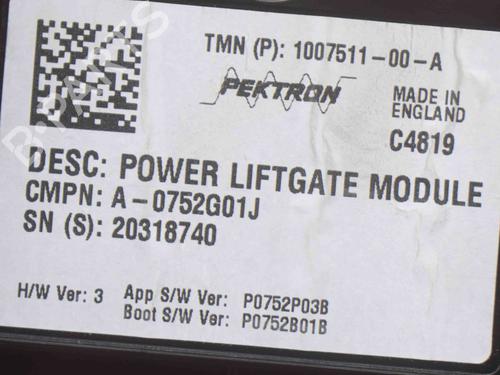 TMN (P): 1007511-00-A
PEKTRON
MADE IN
ENGLAND
C4819
DESC: POWER LIFTGATE MODULE
CMPN: A-0752G01J
SN (S): 20318740
H/W Ver: 3 App S/W Ver: P0752P03B
Boot S/W Ver: P0752B01B
B-PARTS